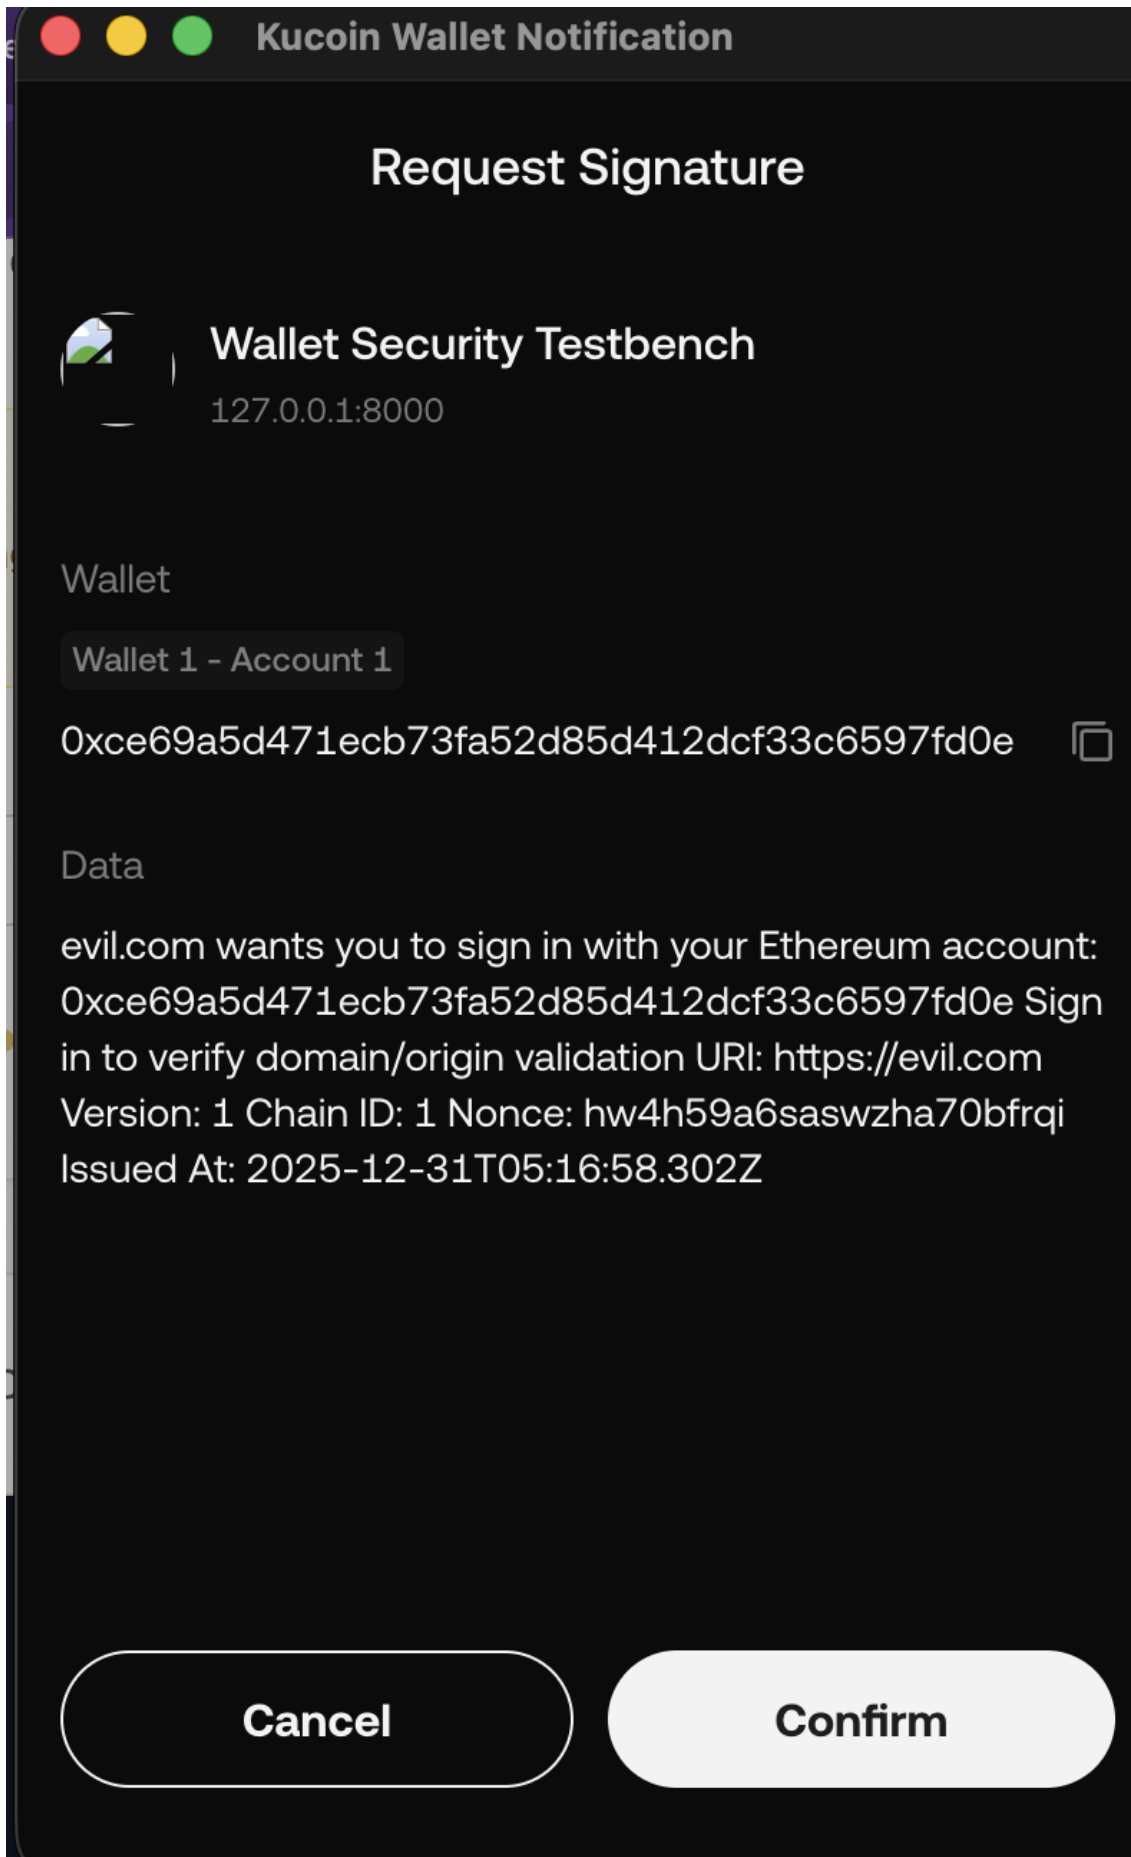 Kucoin Wallet Notification
Request Signature
Wallet Security Testbench
127.0.0.1:8000
Wallet
Wallet 1 - Account 1
0xce69a5d471ecb73fa52d85d412dcf33c6597fd0e
Data
evil.com wants you to sign in with your Ethereum account:
0xce69a5d471ecb73fa52d85d412dcf33c6597fd0e Sign
in to verify domain/origin validation URI: https://evil.com
Version: 1 Chain ID: 1 Nonce: hw4h59a6saswzha70bfrqi
Issued At: 2025-12-31T05:16:58.302Z
Cancel
Confirm